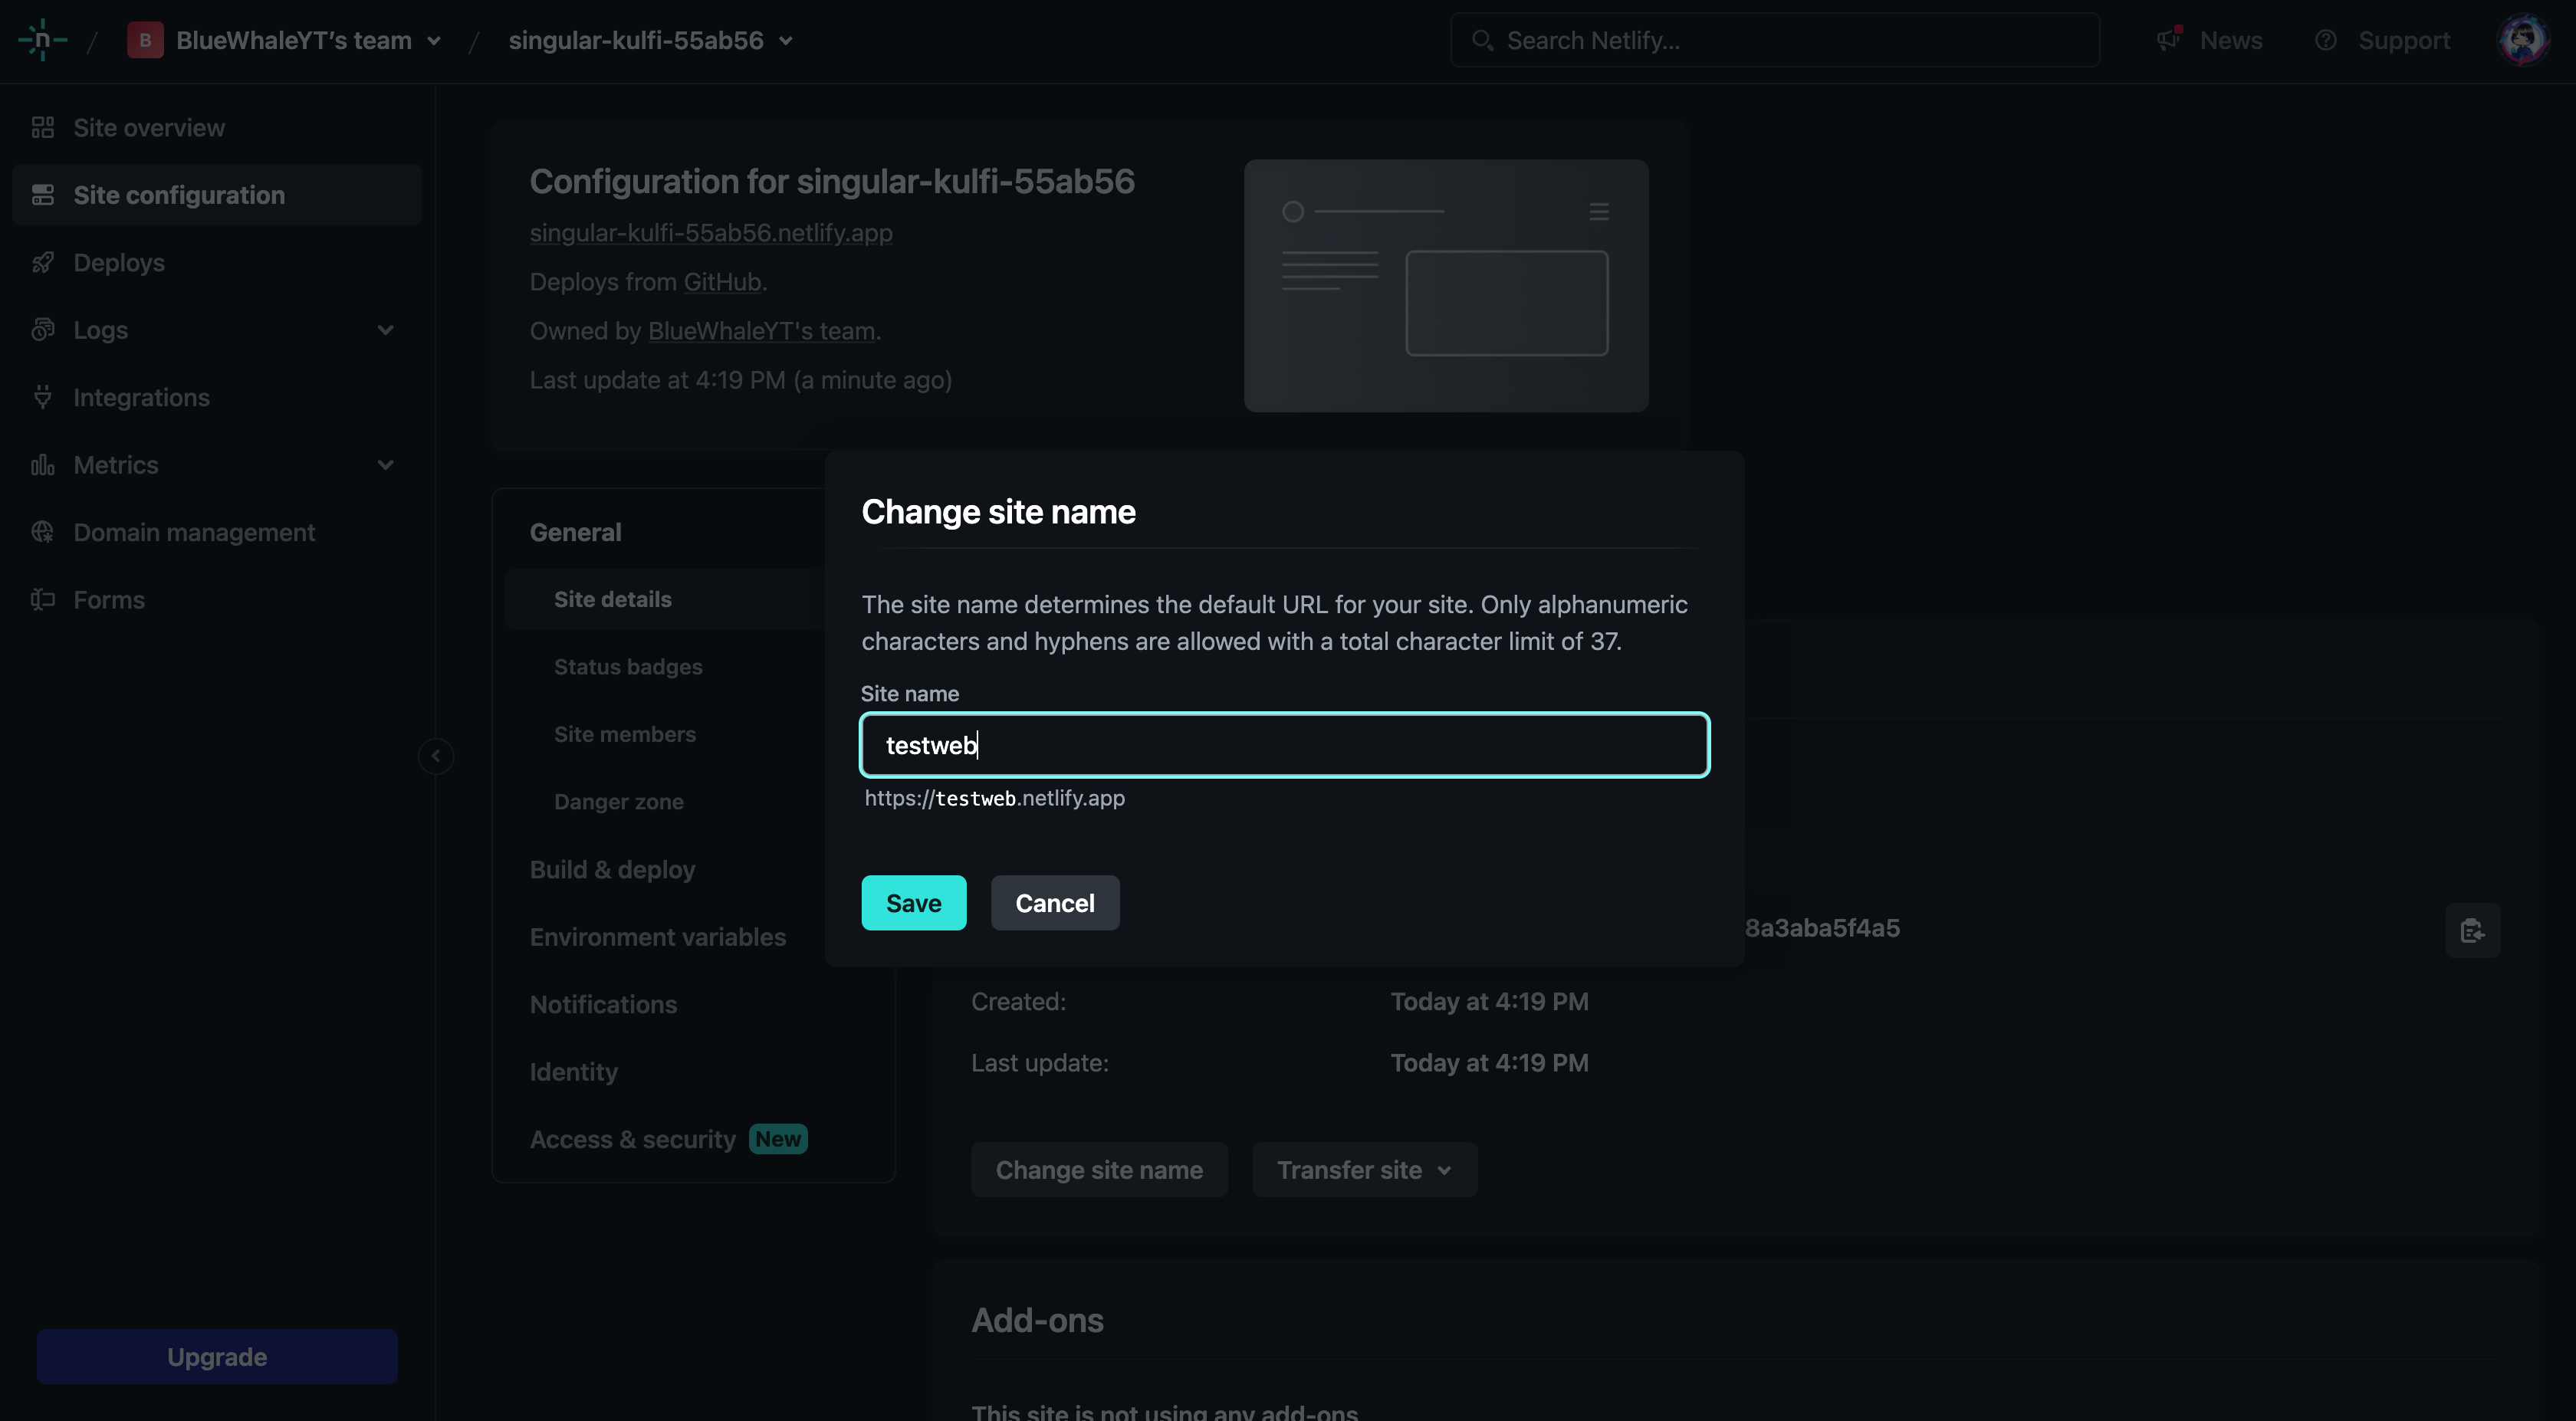 n / B BlueWhaleYT's team / singular-kulfi-55ab56
Search Netlify...
News
Support
Site overview
Site configuration
Deploys
Logs
Integrations
Metrics
Domain management
Forms
Upgrade
Configuration for singular-kulfi-55ab56
singular-kulfi-55ab56.netlify.app
Deploys from GitHub.
Owned by BlueWhaleYT's team.
Last update at 4:19 PM (a minute ago)
General
Site details
Status badges
Site members
Danger zone
Build & deploy
Environment variables
Notifications
Identity
Access & security New
Change site name
The site name determines the default URL for your site. Only alphanumeric
characters and hyphens are allowed with a total character limit of 37.
Site name
testweb
https://testweb.netlify.app
Save
Cancel
8a3aba5f4a5
Created: Today at 4:19 PM
Last update: Today at 4:19 PM
Change site name
Transfer site
Add-ons
This site is not using any add-ons